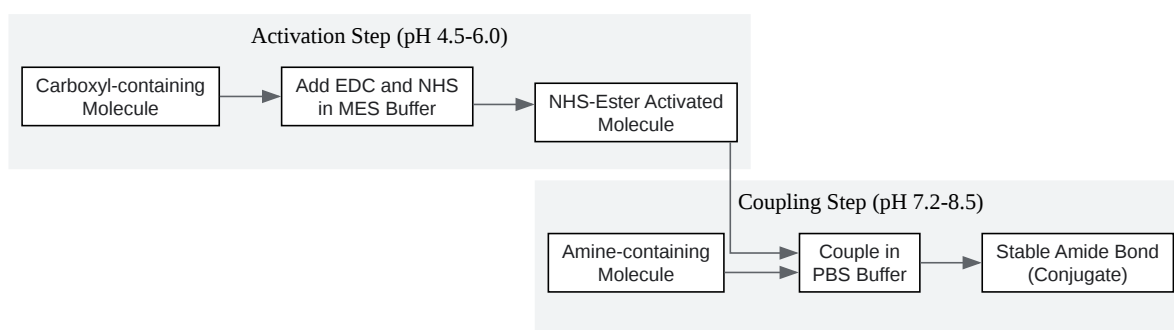 Activation Step (pH 4.5-6.0)
Carboxyl-containing
Molecule
Add EDC and NHS
in MES Buffer
NHS-Ester Activated
Molecule
Coupling Step (pH 7.2-8.5)
Amine-containing
Molecule
Couple in
PBS Buffer
Stable Amide Bond
(Conjugate)